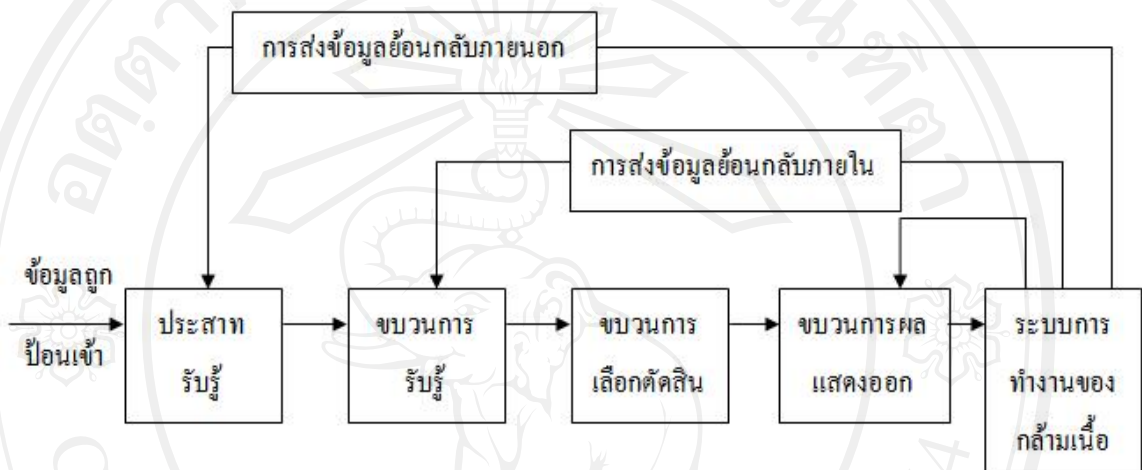 การส่งข้อมูลย้อนกลับภายนอก
การส่งข้อมูลย้อนกลับภายใน
ข้อมูลถูก
ป้อนเข้า
ประสาท
รับรู้
ขบวนการ
รับรู้
ขบวนการ
เลือกตัดสิน
ขบวนการผล
แสดงออก
ระบบการ
ทำงานของ
กล้ามเนื้อ